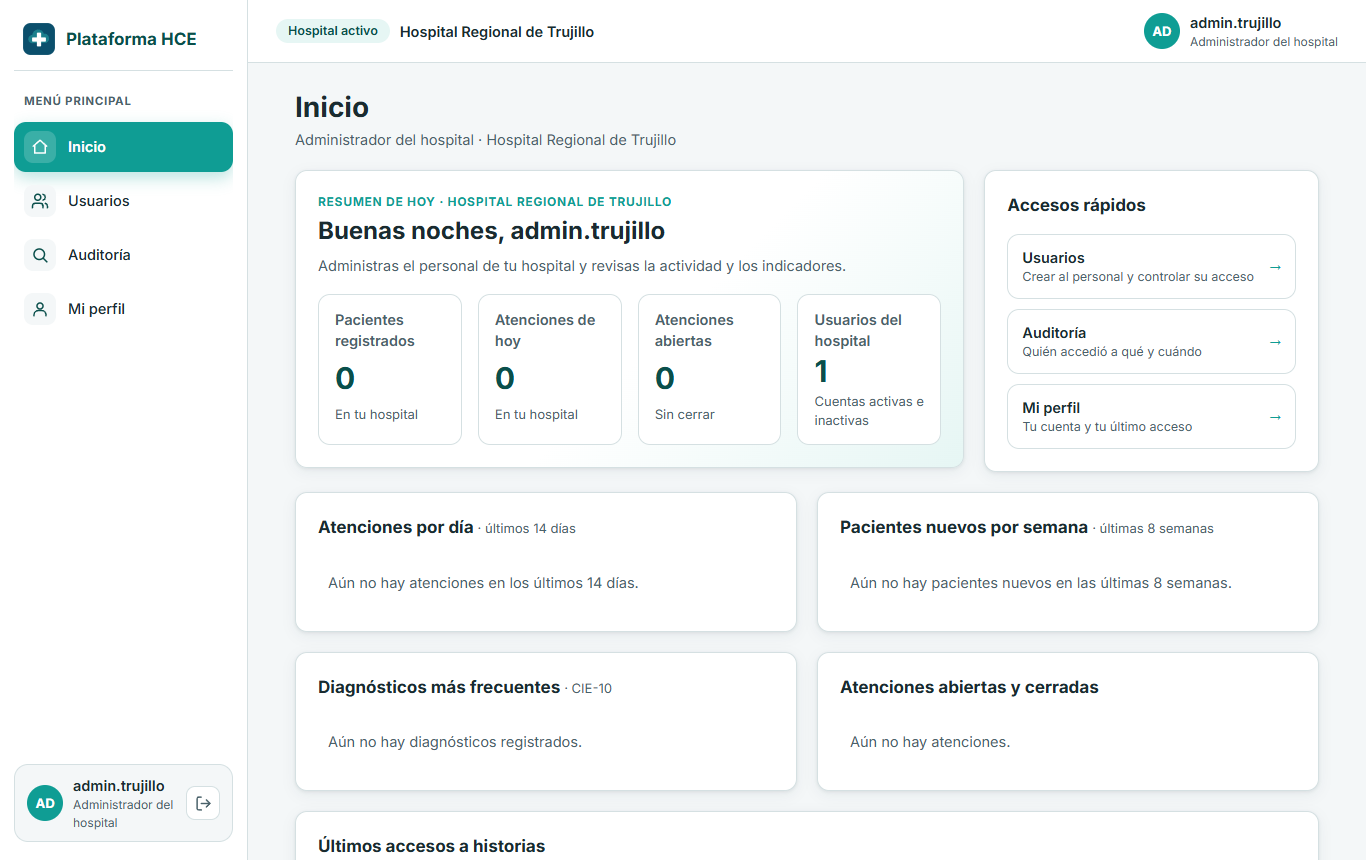 Plataforma HCE
MENÚ PRINCIPAL
Inicio
Usuarios
Auditoría
Mi perfil
AD
admin.trujillo
Administrador del
hospital
Hospital activo
Hospital Regional de Trujillo
AD
admin.trujillo
Administrador del hospital
Inicio
Administrador del hospital · Hospital Regional de Trujillo
RESUMEN DE HOY · HOSPITAL REGIONAL DE TRUJILLO
Buenas noches, admin.trujillo
Administras el personal de tu hospital y revisas la actividad y los indicadores.
Pacientes
registrados
0
En tu hospital
Atenciones de
hoy
0
En tu hospital
Atenciones
abiertas
0
Sin cerrar
Usuarios del
hospital
1
Cuentas activas e
inactivas
Accesos rápidos
Usuarios
Crear al personal y controlar su acceso →
Auditoría
Quién accedió a qué y cuándo →
Mi perfil
Tu cuenta y tu último acceso →
Atenciones por día · últimos 14 días
Aún no hay atenciones en los últimos 14 días.
Pacientes nuevos por semana · últimas 8 semanas
Aún no hay pacientes nuevos en las últimas 8 semanas.
Diagnósticos más frecuentes · CIE-10
Aún no hay diagnósticos registrados.
Atenciones abiertas y cerradas
Aún no hay atenciones.
Últimos accesos a historias